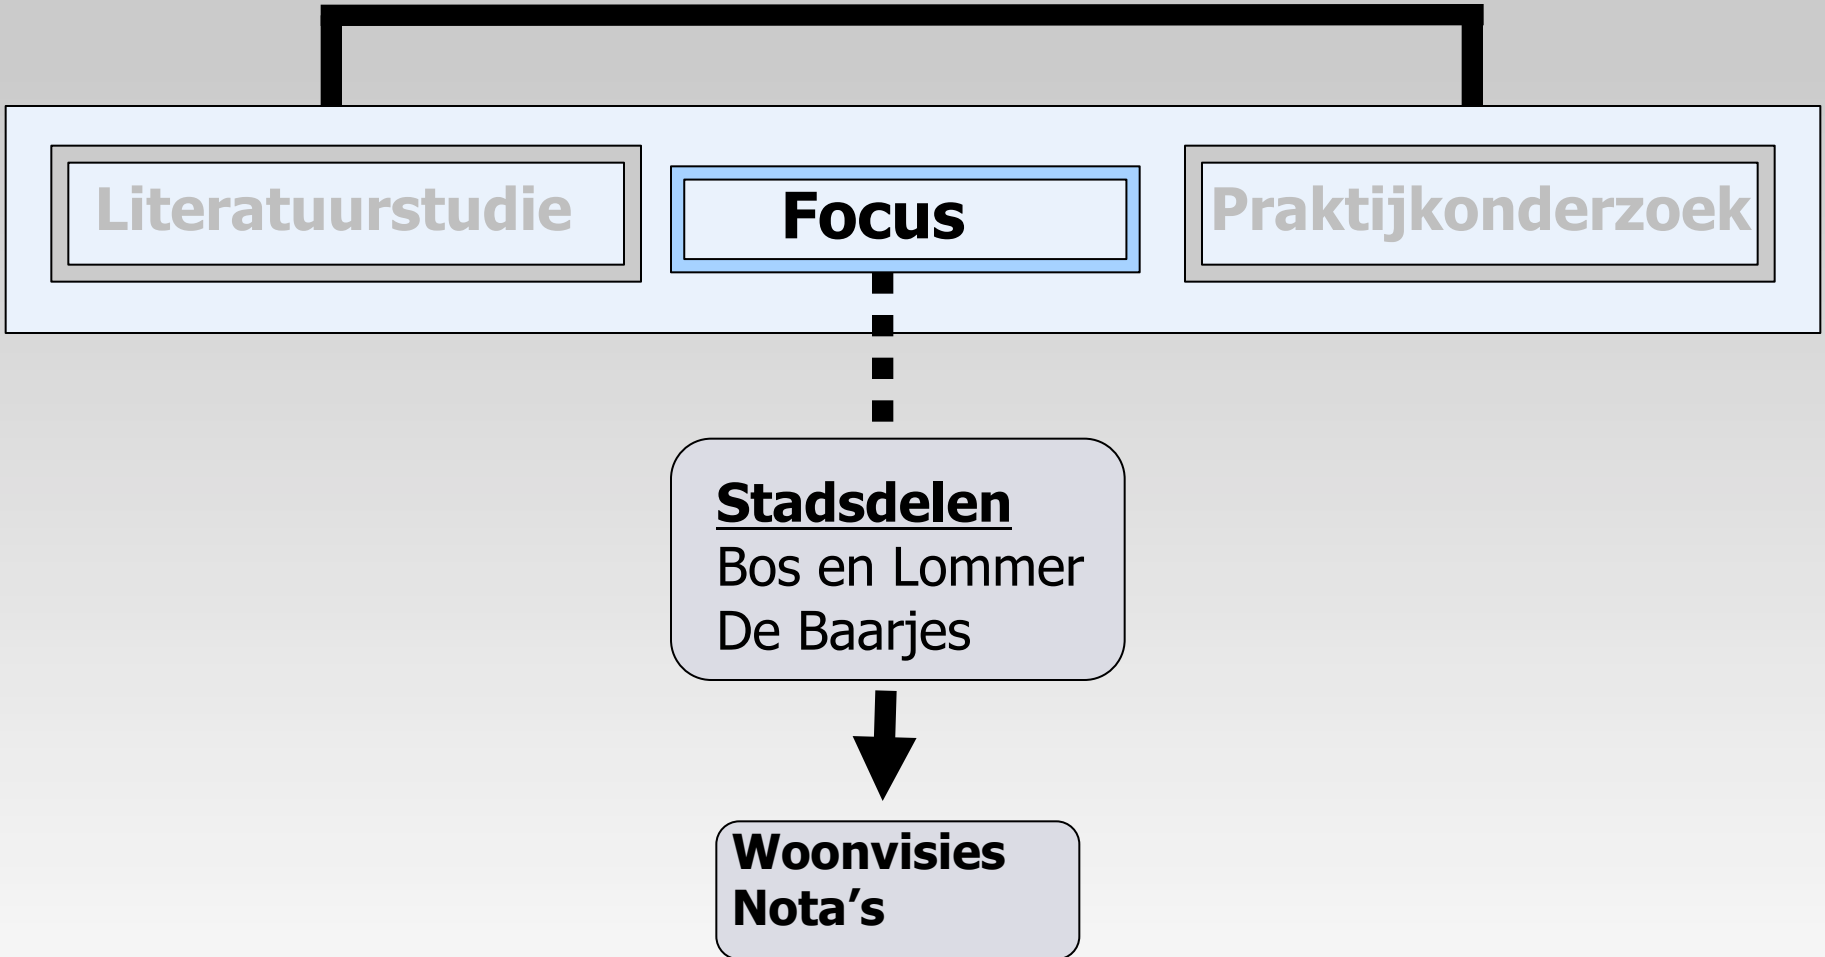 Literatuurstudie
Focus
Praktijkonderzoek
Stadsdelen
Bos en Lommer
De Baarjes
Woonvisies
Nota’s